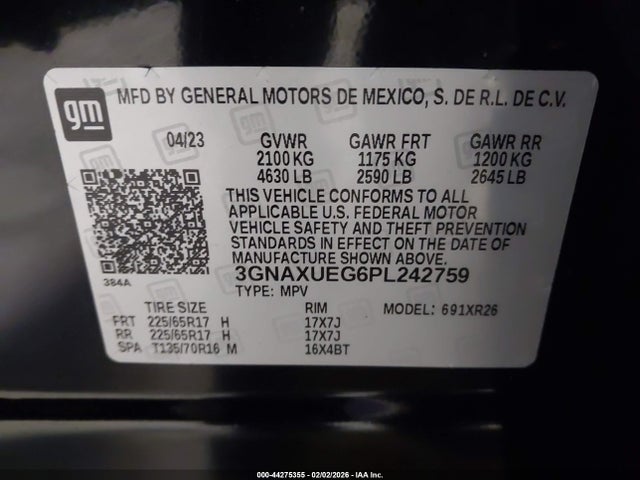 gm
MFD BY GENERAL MOTORS DE MEXICO, S. DE R.L. DE C.V.
04/23 GVWR GAWR FRT GAWR RR
2100 KG 1175 KG 1200 KG
4630 LB 2590 LB 2645 LB
THIS VEHICLE CONFORMS TO ALL
APPLICABLE U.S. FEDERAL MOTOR
VEHICLE SAFETY AND THEFT PREVENTION
STANDARDS IN EFFECT ON THE DATE OF
MANUFACTURE SHOWN ABOVE.
3GNAXUEG6PL242759
384A
TYPE: MPV
TIRE SIZE RIM MODEL: 691XR26
FRT 225/65R17 H 17X7J
RR 225/65R17 H 17X7J
SPA T135/70R16 M 16X4BT
000-44275355 - 02/02/2026 - IAA Inc.